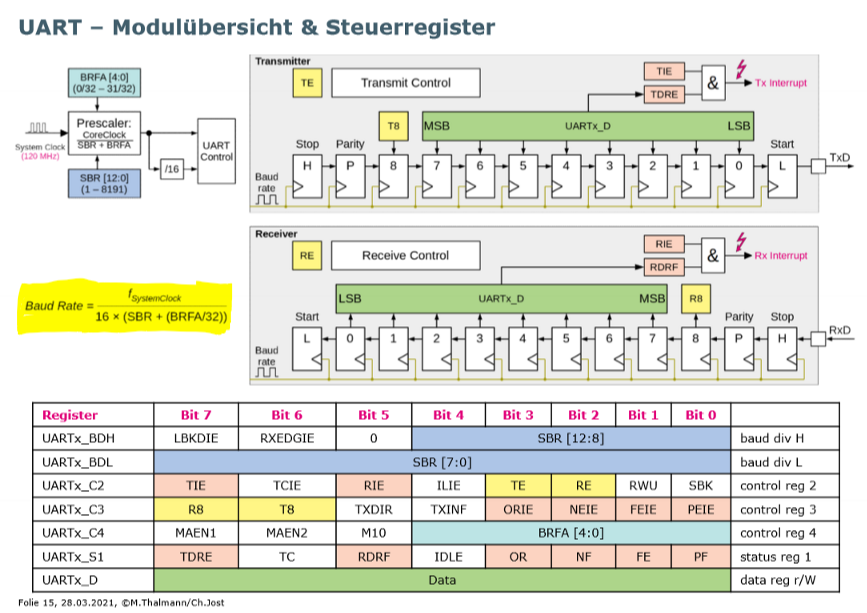 UART – Modulübersicht & Steuerregister
BRFA [4:0]
(0/32 – 31/32)
Prescaler:
CoreClock
SBR + BRFA
System Clock
(120 MHz)
/16
UART
Control
SBR [12:0]
(1 – 8191)
Baud Rate = fSystemClock
16 × (SBR + (BRFA/32))
Transmitter
TE
Transmit Control
TIE
TDRE
&
Tx Interrupt
T8
MSB UARTx_D LSB
Stop Parity Start
H P 8 7 6 5 4 3 2 1 0 L
TxD
Baud
rate
Receiver
RE
Receive Control
RIE
RDRF
&
Rx Interrupt
LSB UARTx_D MSB
R8
Start Parity Stop
L 0 1 2 3 4 5 6 7 8 P H
RxD
Baud
rate
Register Bit 7 Bit 6 Bit 5 Bit 4 Bit 3 Bit 2 Bit 1 Bit 0
UARTx_BDH LBKDIE RXEDGIE 0 SBR [12:8] baud div H
UARTx_BDL SBR [7:0] baud div L
UARTx_C2 TIE TCIE RIE ILIE TE RE RWU SBK control reg 2
UARTx_C3 R8 T8 TXDIR TXINF ORIE NEIE FEIE PEIE control reg 3
UARTx_C4 MAEN1 MAEN2 M10 BRFA [4:0] control reg 4
UARTx_S1 TDRE TC RDRF IDLE OR NF FE PF status reg 1
UARTx_D Data data reg r/W
Folie 15, 28.03.2021, ©M.Thalmann/Ch.Jost